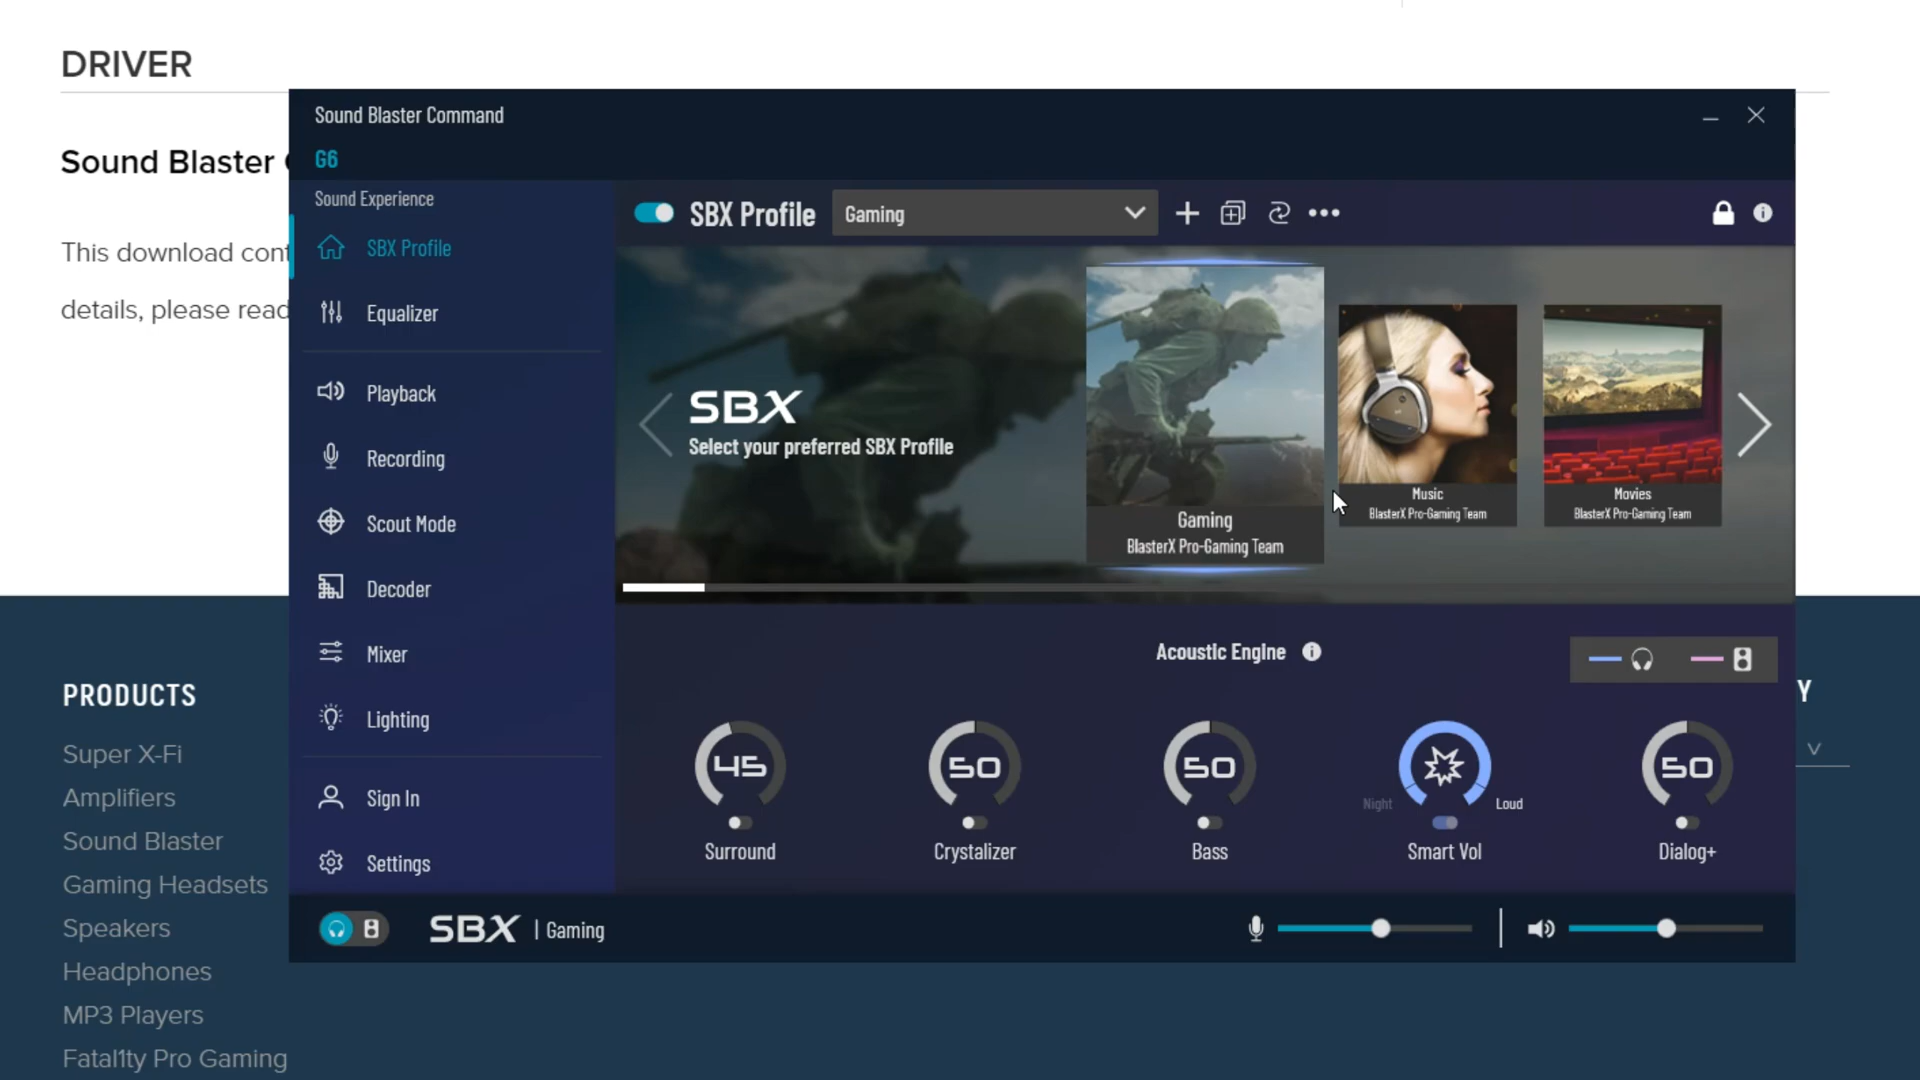 DRIVER
Sound Blaster
This download cont
details, please read
Sound Blaster Command
G6
Sound Experience
SBX Profile
Equalizer
Playback
Recording
Scout Mode
Decoder
Mixer
Lighting
Sign In
Settings
SBX Profile
Gaming
SBX
Select your preferred SBX Profile
Gaming
BlasterX Pro-Gaming Team
Music
BlasterX Pro-Gaming Team
Movies
BlasterX Pro-Gaming Team
Acoustic Engine
45
Surround
50
Crystalizer
50
Bass
Night
Loud
Smart Vol
50
Dialog+
SBX | Gaming
PRODUCTS
Super X-Fi
Amplifiers
Sound Blaster
Gaming Headsets
Speakers
Headphones
MP3 Players
Fatal1ty Pro Gaming
Y